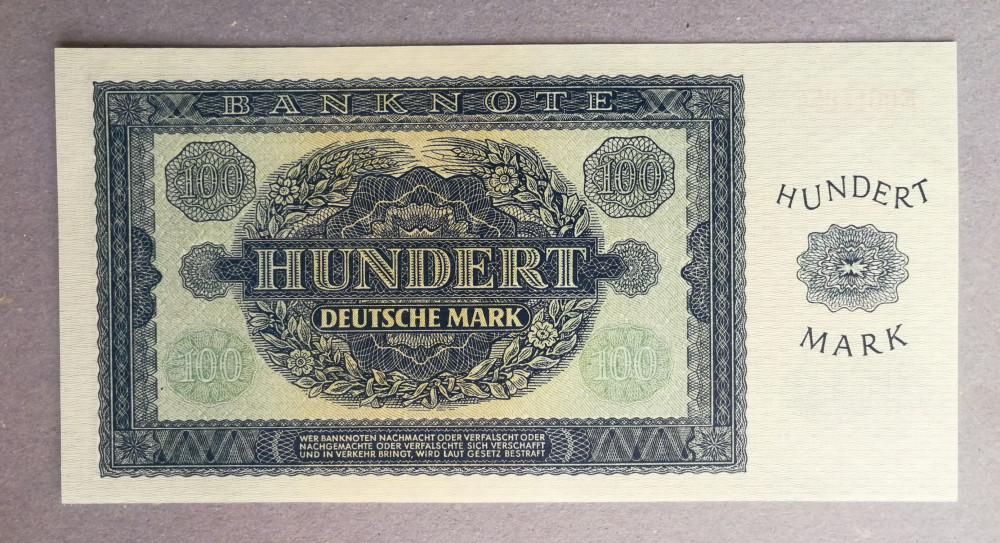 BANKNOTE
100
100
HUNDERT
DEUTSCHE MARK
100
100
WER BANKNOTEN NACHMACHT ODER VERFÄLSCHT ODER
NACHGEMACHTE ODER VERFÄLSCHTE SICH VERSCHAFFT
UND IN VERKEHR BRINGT, WIRD LAUT GESETZ BESTRAFT
HUNDERT
MARK